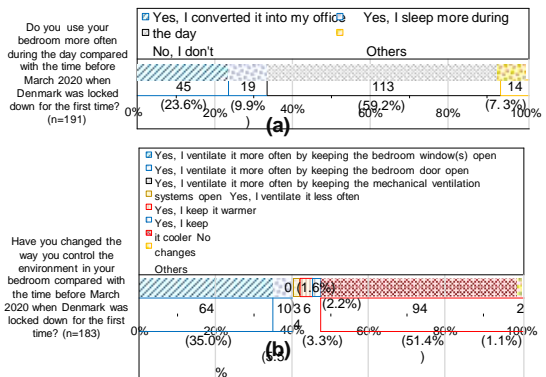 Do you use your
bedroom more often
during the day compared
with the time before
March 2020 when
Denmark was locked
down for the first time?
(n=191)
Yes, I converted it into my office Yes, I sleep more during
the day
No, I don't Others
45 19 113 14
(23.6%) (9.9% (59.2%) (7.3%)
)
0% 20% 40% 60% 80% 100%
(a)
Yes, I ventilate it more often by keeping the bedroom window(s) open
Yes, I ventilate it more often by keeping the bedroom door open
Yes, I ventilate it more often by keeping the mechanical ventilation
systems open Yes, I ventilate it less often
Yes, I keep it warmer
Yes, I keep
it cooler No
changes
Others
Have you changed the
way you control the
environment in your
bedroom compared with
the time before March
2020 when Denmark was
locked down for the first
time? (n=183)
0 (1.6%)
(2.2%)
64 10 3 6 94 2
4
0% 20% 40% 60% 80% 100%
(35.0%) (3.3%) (51.4% (1.1%)
)
(5.5
%
(b)